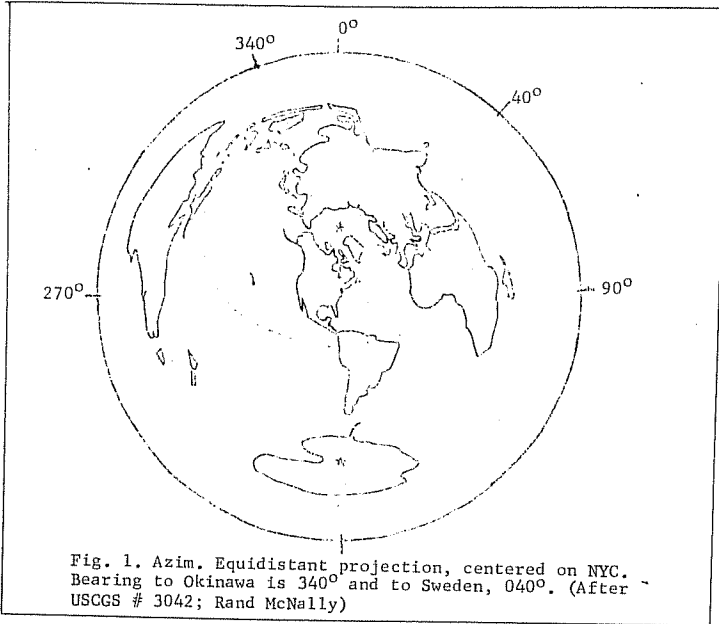 0°
340°
40°
270°
90°
Fig. 1. Azim. Equidistant projection, centered on NYC.
Bearing to Okinawa is 340° and to Sweden, 040°. (After
USCGS # 3042; Rand McNally)